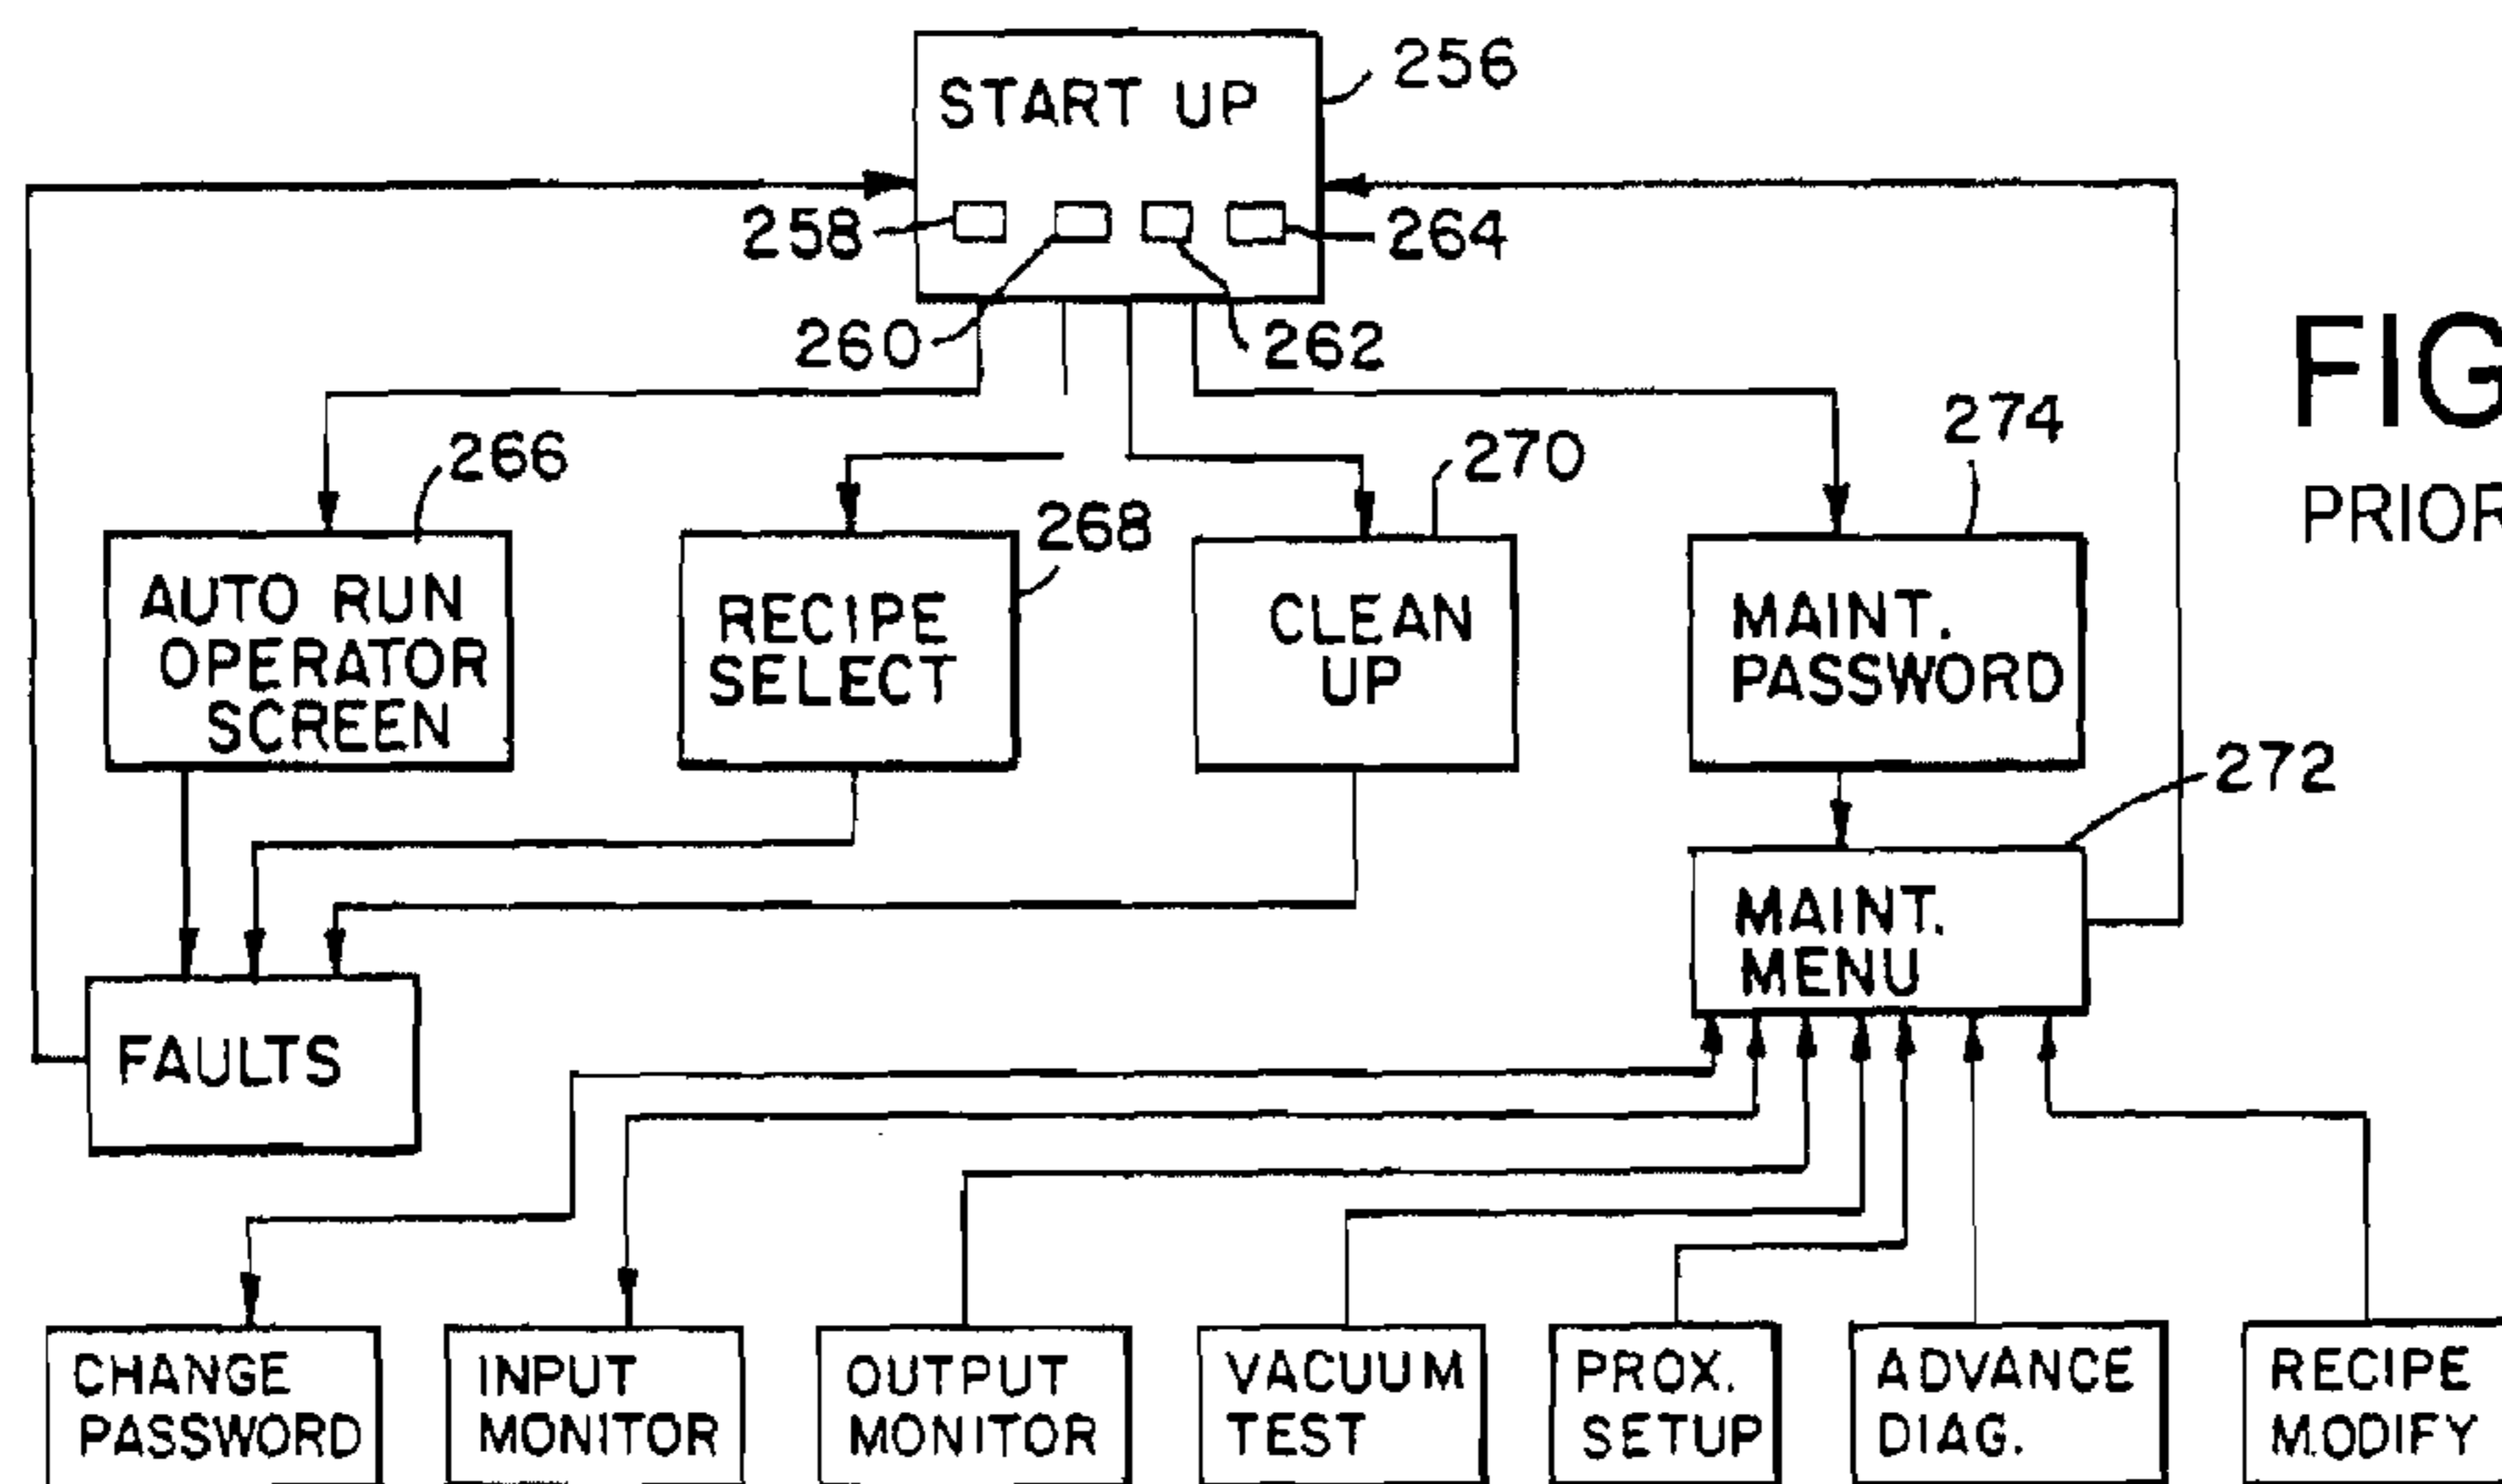 START UP
256
258
264
260
262
FIG
PRIOR
266
268
270
274
AUTO RUN
OPERATOR
SCREEN
RECIPE
SELECT
CLEAN
UP
MAINT.
PASSWORD
272
MAINT.
MENU
FAULTS
CHANGE
PASSWORD
INPUT
MONITOR
OUTPUT
MONITOR
VACUUM
TEST
PROX.
SETUP
ADVANCE
DIAG.
RECIPE
MODIFY